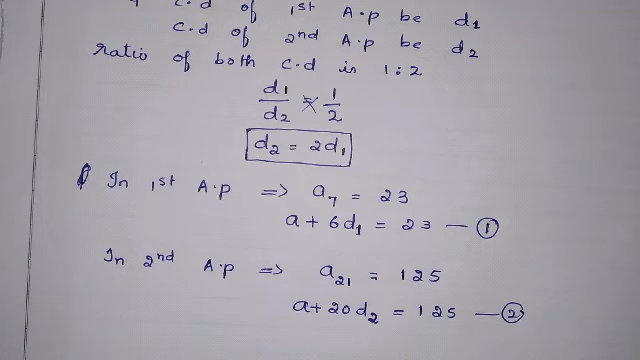 c.d of 1st A.p be d₁
c.d of 2nd A.p be d₂
ratio of both c.d is 1:2
d₁/d₂ = 1/2
d₂ = 2d₁
In 1st A.p => a₇ = 23
a + 6d₁ = 23 — ①
In 2nd A.p => a₂₁ = 125
a + 20d₂ = 125 — ②